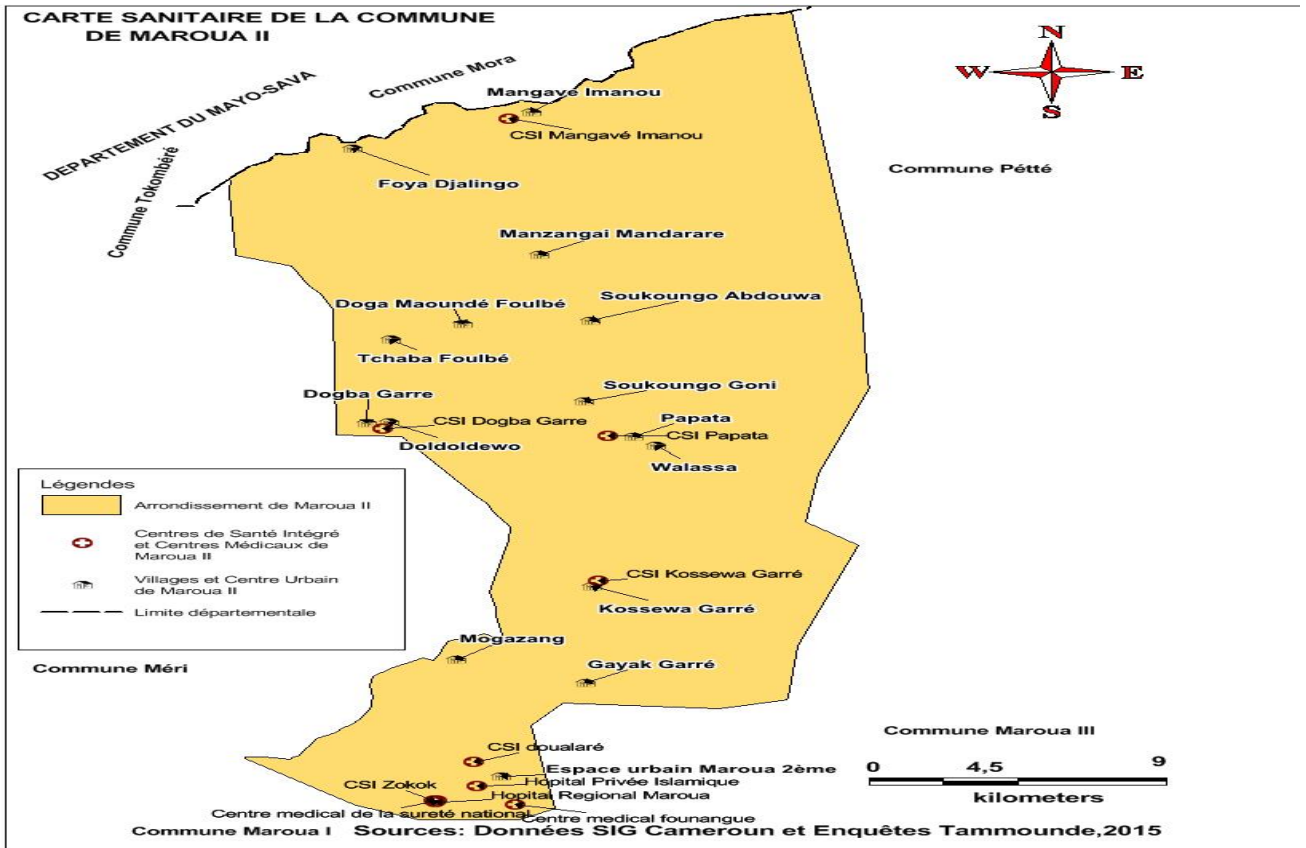 CARTE SANITAIRE DE LA COMMUNE
DE MAROUA II
N
W
E
S
DEPARTEMENT DU MAYO-SAVA
Commune Mora
Commune Tokombéré
Mangavé Imanou
CSI Mangavé Imanou
Foya Djalingo
Commune Pétté
Manzangai Mandarare
Doga Maoundé Foulbé
Soukoungo Abdouwa
Tchaba Foulbé
Dogba Garre
Soukoungo Goni
CSI Dogba Garre
Papata
CSI Papata
Doldoldewo
Walassa
Légendes
Arrondissement de Maroua II
Centres de Santé Intégré
et Centres Médicaux de
Maroua II
Villages et Centre Urbain
de Maroua II
Limite départementale
CSI Kossewa Garré
Kossewa Garré
Mogazang
Commune Méri
Gayak Garré
Commune Maroua III
CSI doualaré
Espace urbain Maroua 2ème
0 4,5 9
kilometers
CSI Zokok
Hopital Privée Islamique
Hopital Regional Maroua
Centre medical de la sureté national
Centre medical founangue
Commune Maroua I
Sources: Données SIG Cameroun et Enquêtes Tammounde,2015